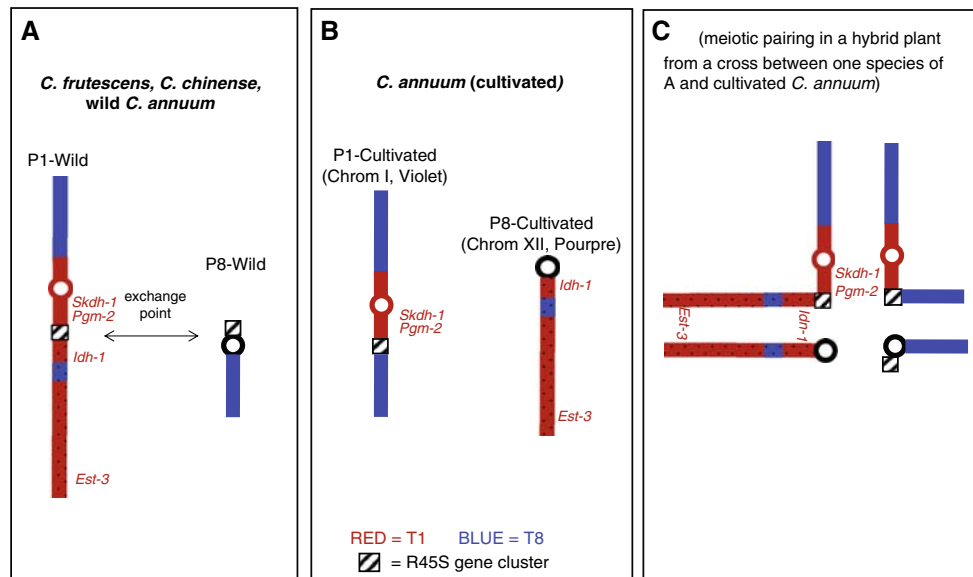 A
C. frutescens, C. chinense,
wild C. annuum
P1-Wild
P8-Wild
Skdh-1
Pgm-2
exchange
point
Idh-1
Est-3
B
C. annuum (cultivated)
P1-Cultivated
(Chrom I, Violet)
P8-Cultivated
(Chrom XII, Pourpre)
Idh-1
Skdh-1
Pgm-2
Est-3
RED = T1 BLUE = T8
= R45S gene cluster
C
(meiotic pairing in a hybrid plant
from a cross between one species of
A and cultivated C. annuum)
Skdh-1
Pgm-2
Est-3
Idn-1